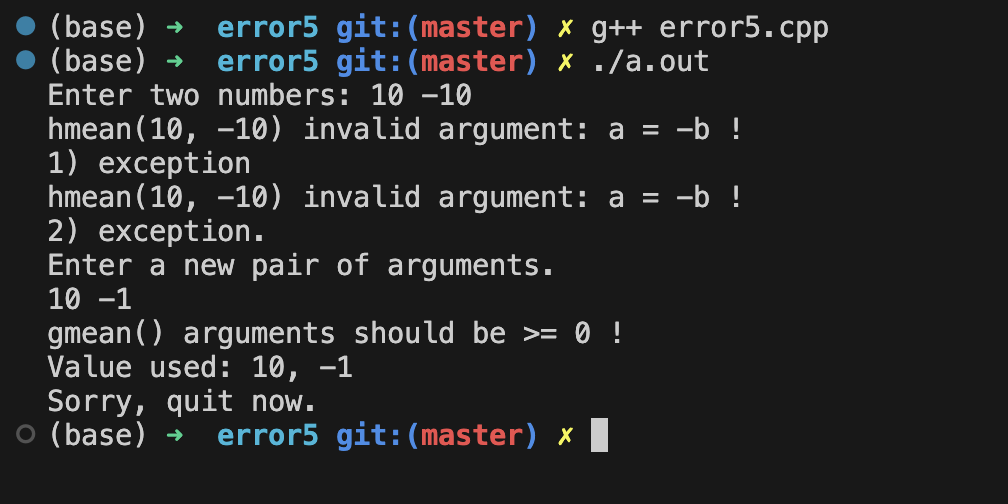 (base) ➜  error5 git:(master) ✗ g++ error5.cpp
(base) ➜  error5 git:(master) ✗ ./a.out
Enter two numbers: 10 -10
hmean(10, -10) invalid argument: a = -b !
1) exception
hmean(10, -10) invalid argument: a = -b !
2) exception.
Enter a new pair of arguments.
10 -1
gmean() arguments should be >= 0 !
Value used: 10, -1
Sorry, quit now.
(base) ➜  error5 git:(master) ✗